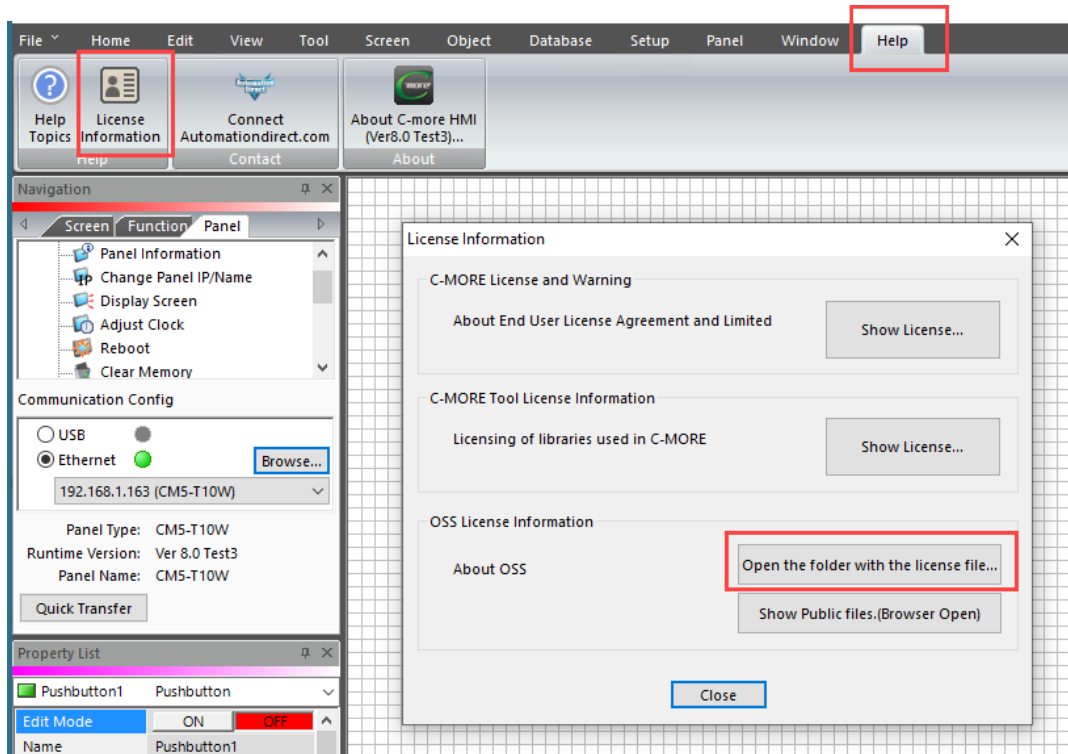 File Home Edit View Tool Screen Object Database Setup Panel Window Help
Help Topics
License Information
Help
Connect Automationdirect.com
Contact
About C-more HMI (Ver8.0 Test3)...
About
Navigation
Screen Function Panel
Panel Information
Change Panel IP/Name
Display Screen
Adjust Clock
Reboot
Clear Memory
Communication Config
USB
Ethernet Browse...
192.168.1.163 (CM5-T10W)
Panel Type: CM5-T10W
Runtime Version: Ver 8.0 Test3
Panel Name: CM5-T10W
Quick Transfer
Property List
Pushbutton1 Pushbutton
Edit Mode ON OFF
Name Pushbutton1
License Information
C-MORE License and Warning
About End User License Agreement and Limited Show License...
C-MORE Tool License Information
Licensing of libraries used in C-MORE Show License...
OSS License Information
About OSS Open the folder with the license file...
Show Public files.(Browser Open)
Close